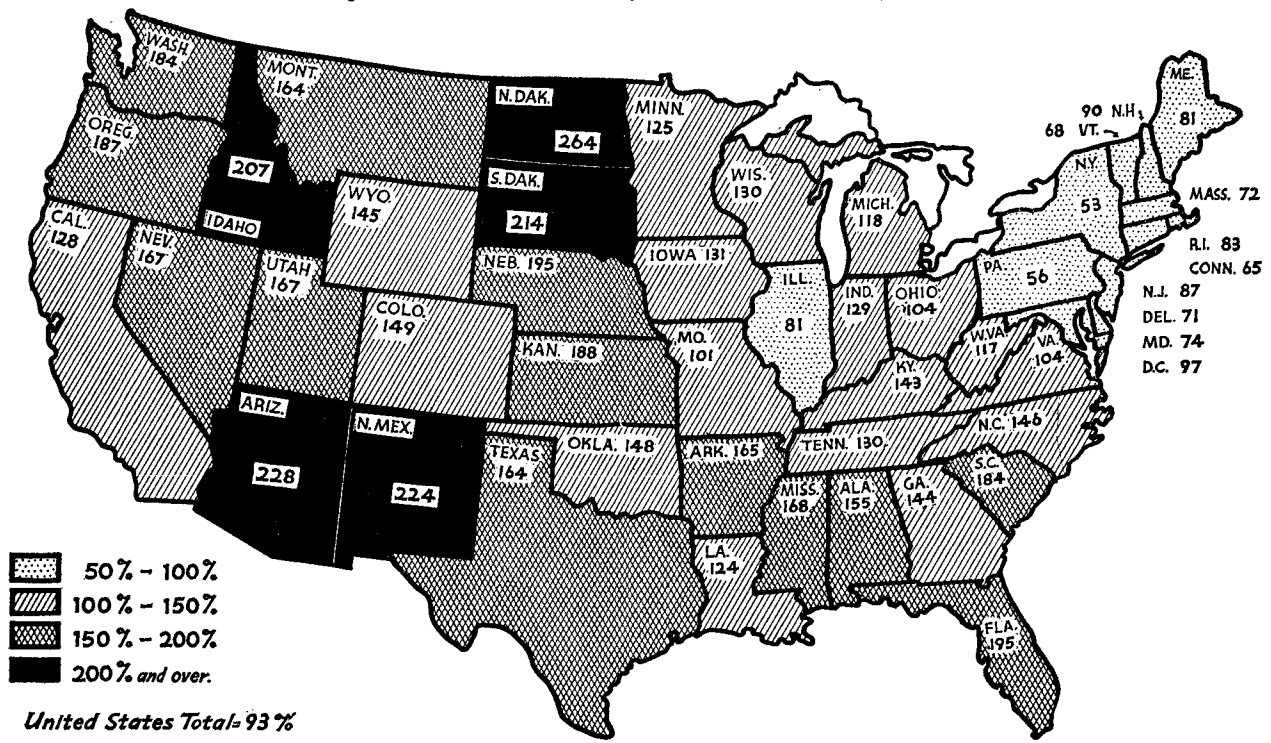 WASH.
184
MONT.
164
N.DAK.
264
MINN.
125
OREG.
187
207
IDAHO
WYO.
145
S.DAK.
214
WIS.
130
MICH.
118
90 N.H.
68 VT.
ME.
81
N.Y.
53
MASS. 72
R.I. 83
CONN. 65
N.J. 87
DEL. 71
MD. 74
D.C. 97
PA.
56
CAL.
128
NEV.
167
UTAH
167
NEB. 195
IOWA 131
ILL.
81
IND.
129
OHIO
104
W.VA.
117
VA.
104
COLO.
149
KAN. 188
MO.
101
KY.
143
ARIZ.
228
N.MEX.
224
TEXAS
164
OKLA. 148
ARK. 165
TENN. 130
N.C. 146
S.C.
184
MISS.
168
ALA.
155
GA.
144
LA.
124
FLA.
195
50% - 100%
100% - 150%
150% - 200%
200% and over.
United States Total= 93%